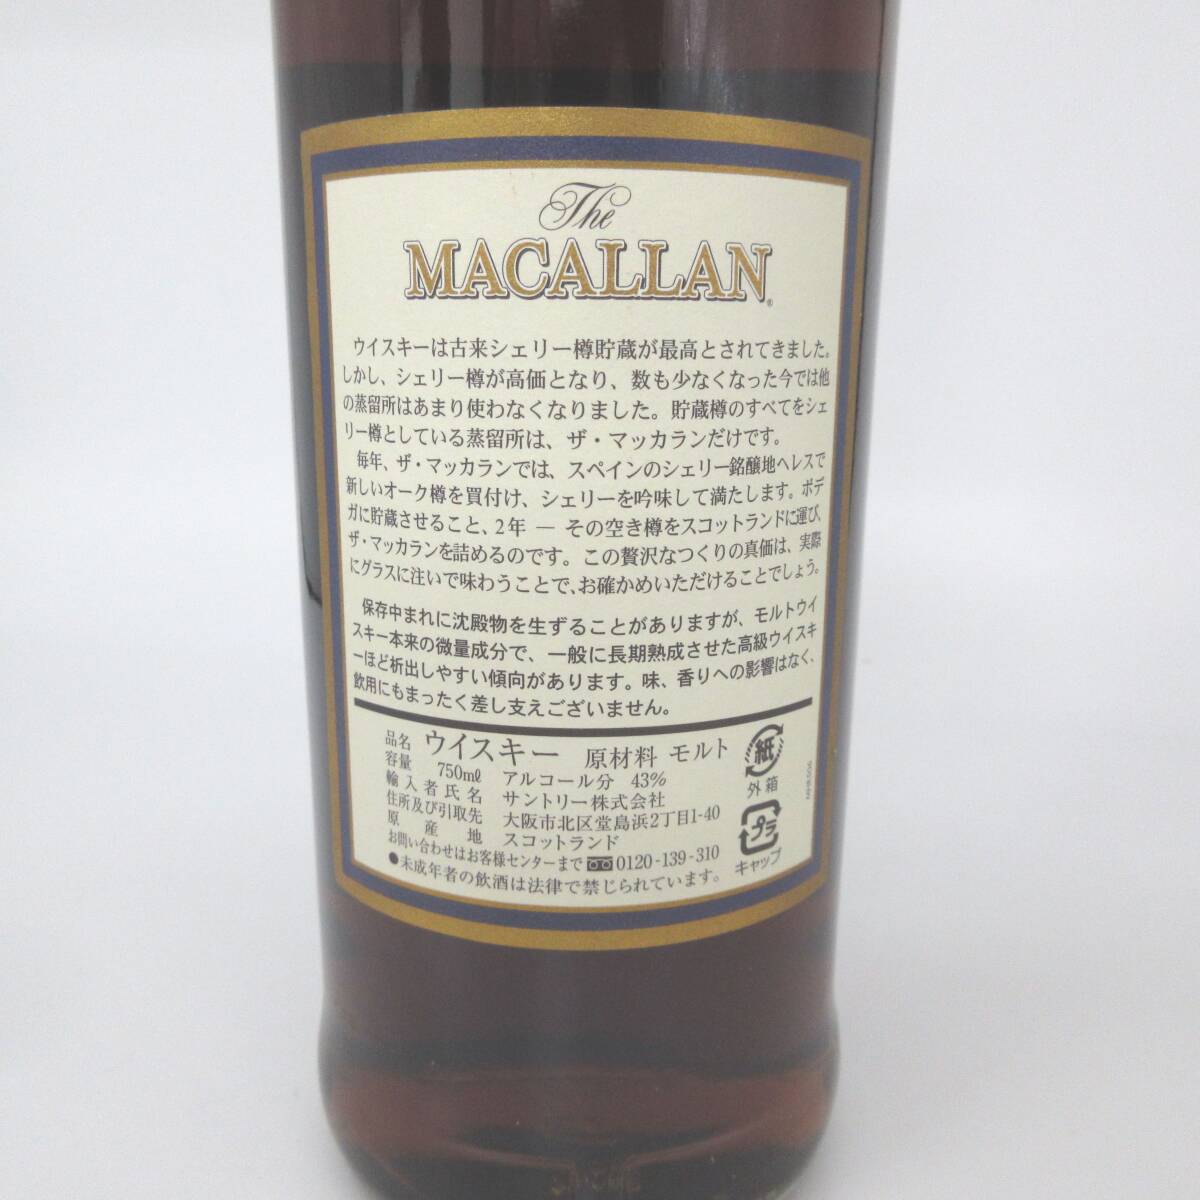 The
MACALLAN
ウイスキーは古来シェリー樽貯蔵が最高とされてきました。
しかし、シェリー樽が高価となり、数も少なくなった今では他
の蒸留所はあまり使わなくなりました。貯蔵樽のすべてをシェ
リー樽としている蒸留所は、ザ・マッカランだけです。
毎年、ザ・マッカランでは、スペインのシェリー銘醸地ヘレスで
新しいオーク樽を買付け、シェリーを吟味して満たします。ボデ
ガに貯蔵させること、2年 — その空き樽をスコットランドに運び、
ザ・マッカランを詰めるのです。この贅沢なつくりの真価は、実際
にグラスに注いで味わうことで、お確かめいただけることでしょう。
保存中まれに沈殿物を生ずることがありますが、モルトウイ
スキー本来の微量成分で、一般に長期熟成させた高級ウイスキ
ーほど析出しやすい傾向があります。味、香りへの影響はなく、
飲用にもまったく差し支えございません。
品名 ウイスキー 原材料 モルト
容量 750mℓ アルコール分 43%
輸入者氏名 サントリー株式会社
住所及び引取先 大阪市北区堂島浜2丁目1-40
原産地 スコットランド
お問い合わせはお客様センターまで 0120-139-310
●未成年者の飲酒は法律で禁じられています。
紙
外箱
プラ
キャップ